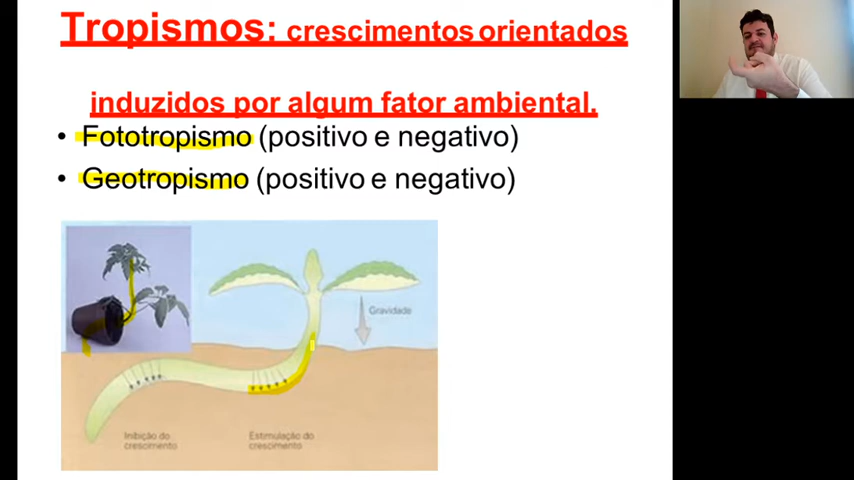 Tropismos: crescimentos orientados
induzidos por algum fator ambiental.
• Fototropismo (positivo e negativo)
• Geotropismo (positivo e negativo)
Gravidade
Inibição do
crescimento
Estimulação do
crescimento